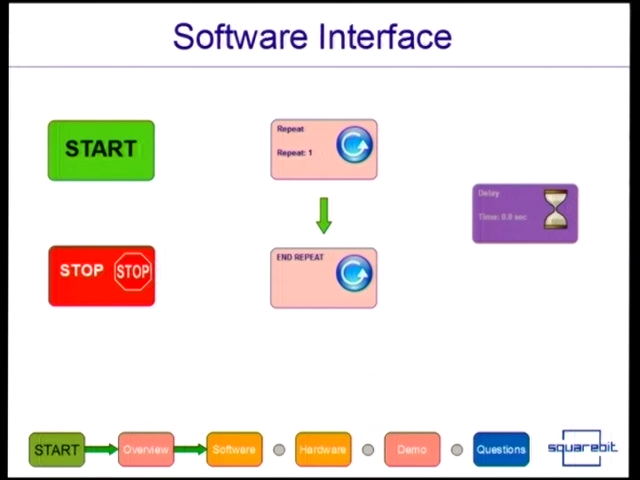 Software Interface
START
Repeat
Repeat: 1
Delay
Time: 0.0 sec
STOP STOP
END REPEAT
START Overview Software Hardware Demo Questions squarebit